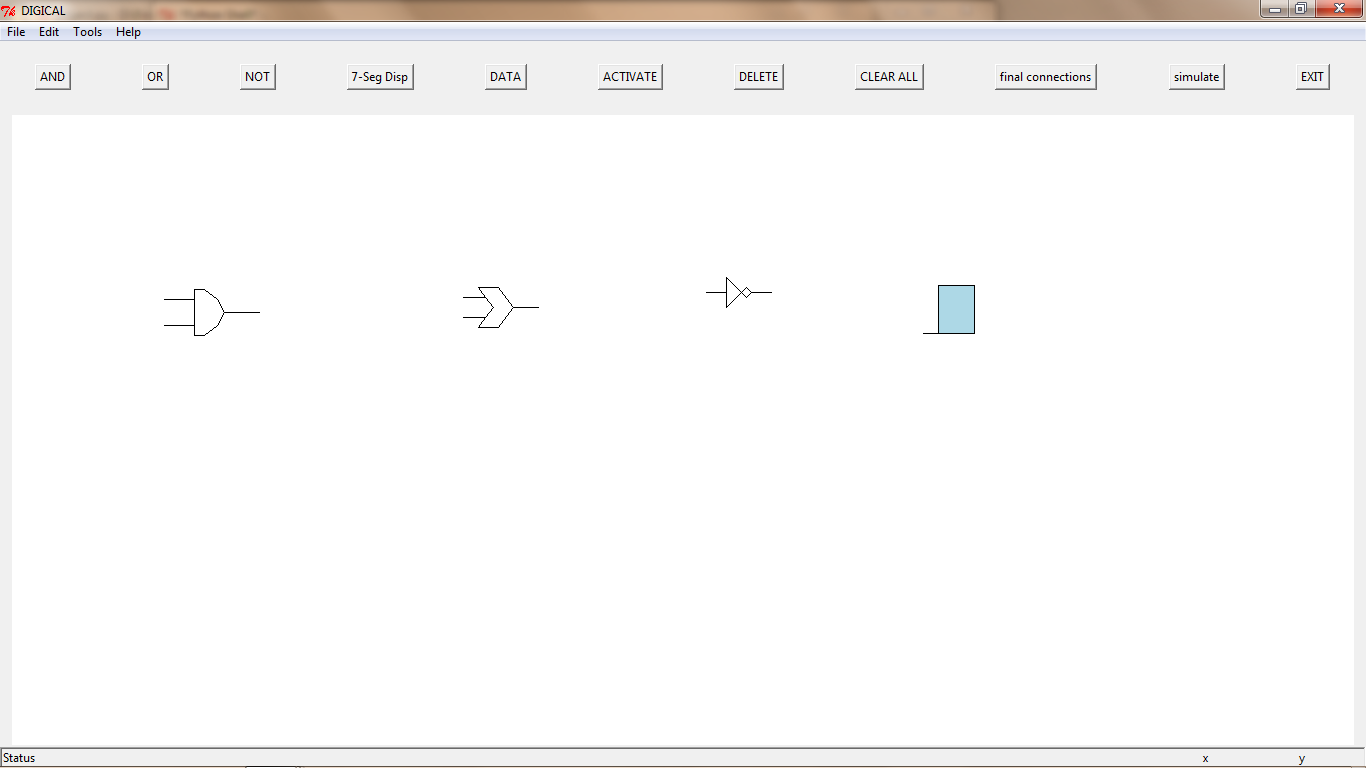 DIGICAL
File Edit Tools Help
AND OR NOT 7-Seg Disp DATA ACTIVATE DELETE CLEAR ALL final connections simulate EXIT
Status x y